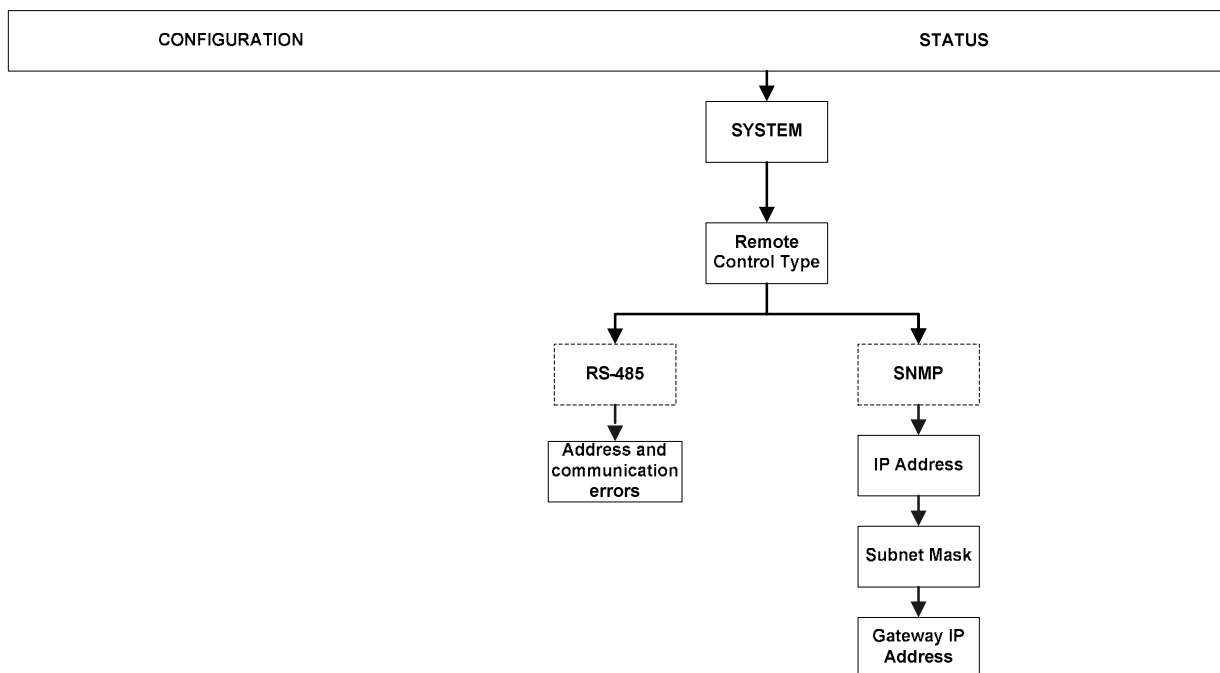 CONFIGURATION STATUS
SYSTEM
Remote
Control Type
RS-485 SNMP
Address and
communication
errors
IP Address
Subnet Mask
Gateway IP
Address